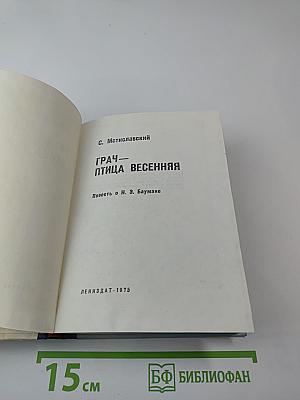 С. Мстиславский
ГРАЧ—
ПТИЦА ВЕСЕННЯЯ
Повесть о Н. Э. Баумане
ЛЕНИЗДАТ-1975
15 см
БФ БИБЛИОФАН